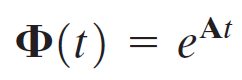 𝚽(t) = e^{𝐀t}